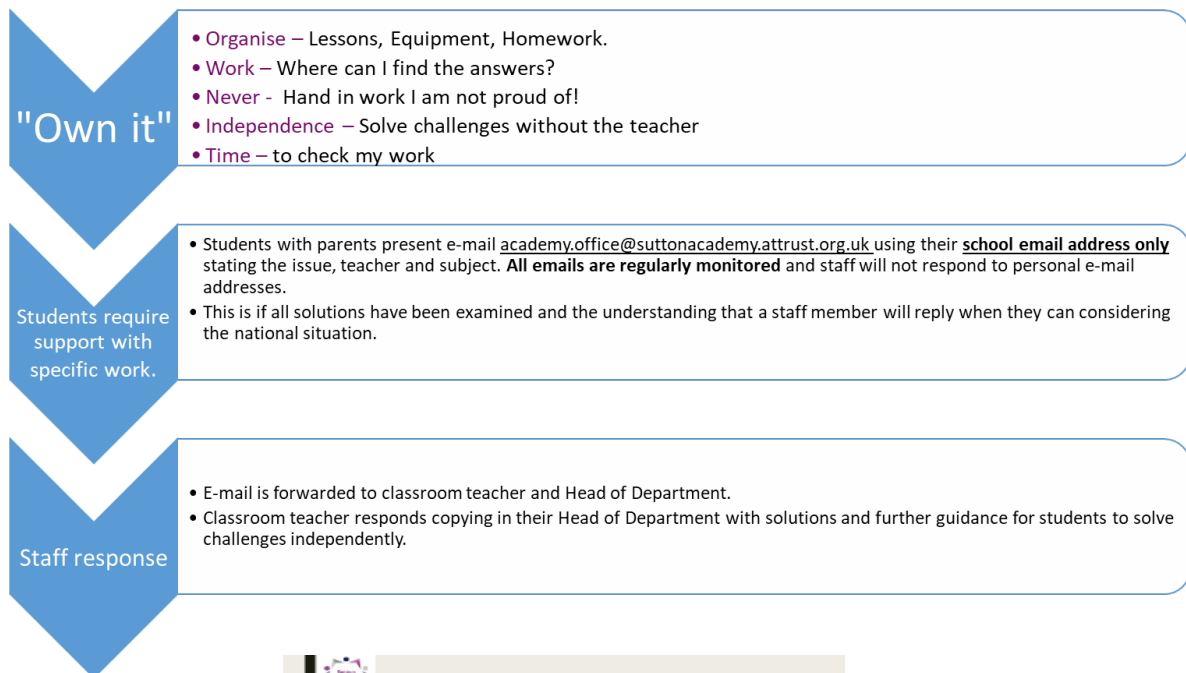 "Own it"
• Organise – Lessons, Equipment, Homework.
• Work – Where can I find the answers?
• Never - Hand in work I am not proud of!
• Independence – Solve challenges without the teacher
• Time – to check my work
Students require
support with
specific work.
• Students with parents present e-mail academy.office@suttonacademy.attrust.org.uk using their school email address only
stating the issue, teacher and subject. All emails are regularly monitored and staff will not respond to personal e-mail
addresses.
• This is if all solutions have been examined and the understanding that a staff member will reply when they can considering
the national situation.
Staff response
• E-mail is forwarded to classroom teacher and Head of Department.
• Classroom teacher responds copying in their Head of Department with solutions and further guidance for students to solve
challenges independently.